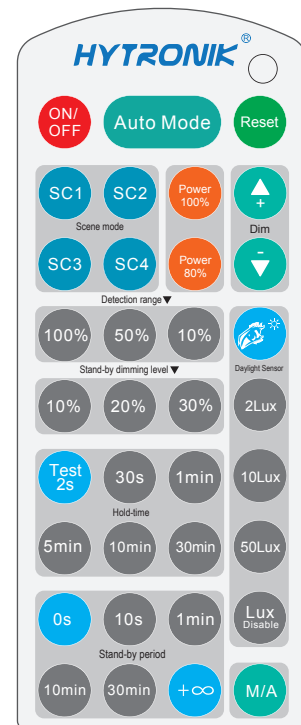 HYTRONIK®
ON/
OFF
Auto Mode
Reset
SC1
SC2
Power
100%
+
Scene mode
Dim
SC3
SC4
Power
80%
-
Detection range▼
100%
50%
10%
Stand-by dimming level▼
Daylight Sensor
10%
20%
30%
2Lux
Test
2s
30s
1min
10Lux
Hold-time
5min
10min
30min
50Lux
0s
10s
1min
Lux
Disable
Stand-by period
10min
30min
+∞
M/A